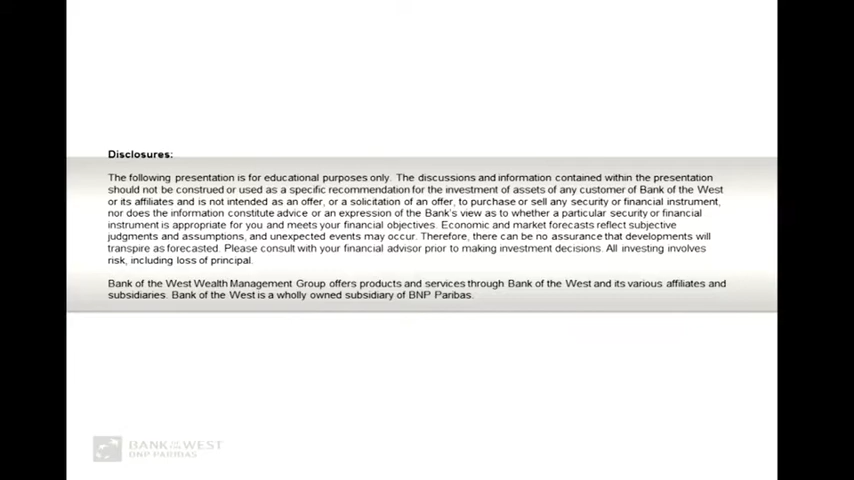 Disclosures:
The following presentation is for educational purposes only. The discussions and information contained within the presentation
should not be construed or used as a specific recommendation for the investment of assets of any customer of Bank of the West
or its affiliates and is not intended as an offer, or a solicitation of an offer, to purchase or sell any security or financial instrument,
nor does the information constitute advice or an expression of the Bank's view as to whether a particular security or financial
instrument is appropriate for you and meets your financial objectives. Economic and market forecasts reflect subjective
judgments and assumptions, and unexpected events may occur. Therefore, there can be no assurance that developments will
transpire as forecasted. Please consult with your financial advisor prior to making investment decisions. All investing involves
risk, including loss of principal.
Bank of the West Wealth Management Group offers products and services through Bank of the West and its various affiliates and
subsidiaries. Bank of the West is a wholly owned subsidiary of BNP Paribas.
BANK OF THE WEST
BNP PARIBAS